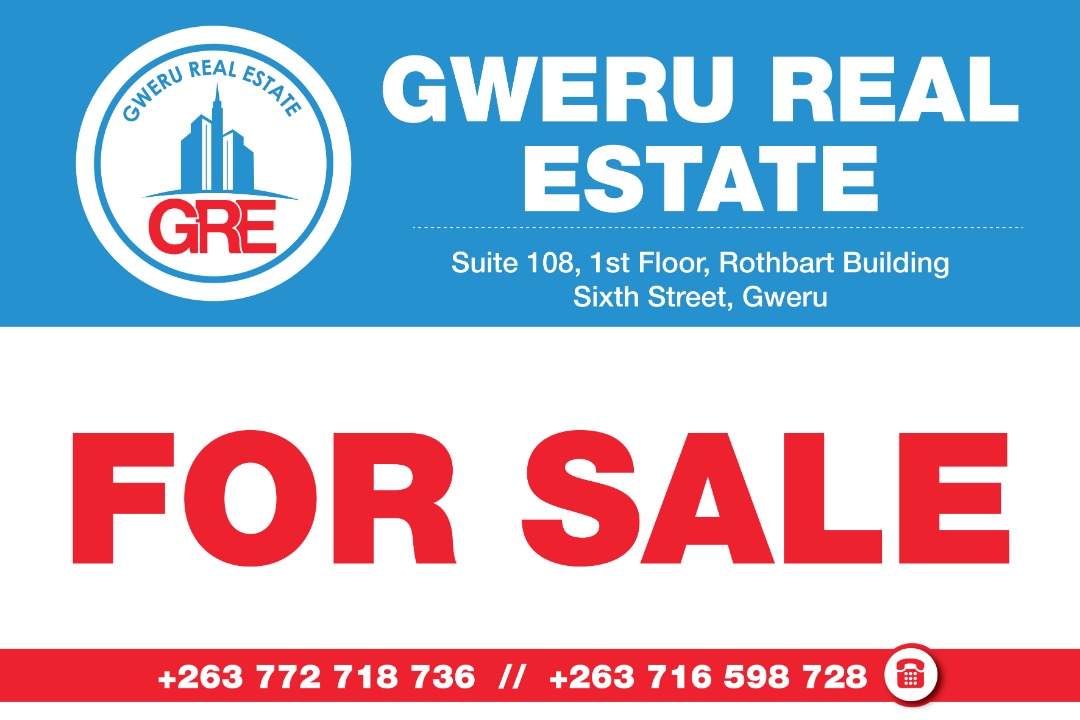 GWERU REAL ESTATE
GRE
GWERU REAL
ESTATE
Suite 108, 1st Floor, Rothbart Building
Sixth Street, Gweru
FOR SALE
+263 772 718 736 // +263 716 598 728